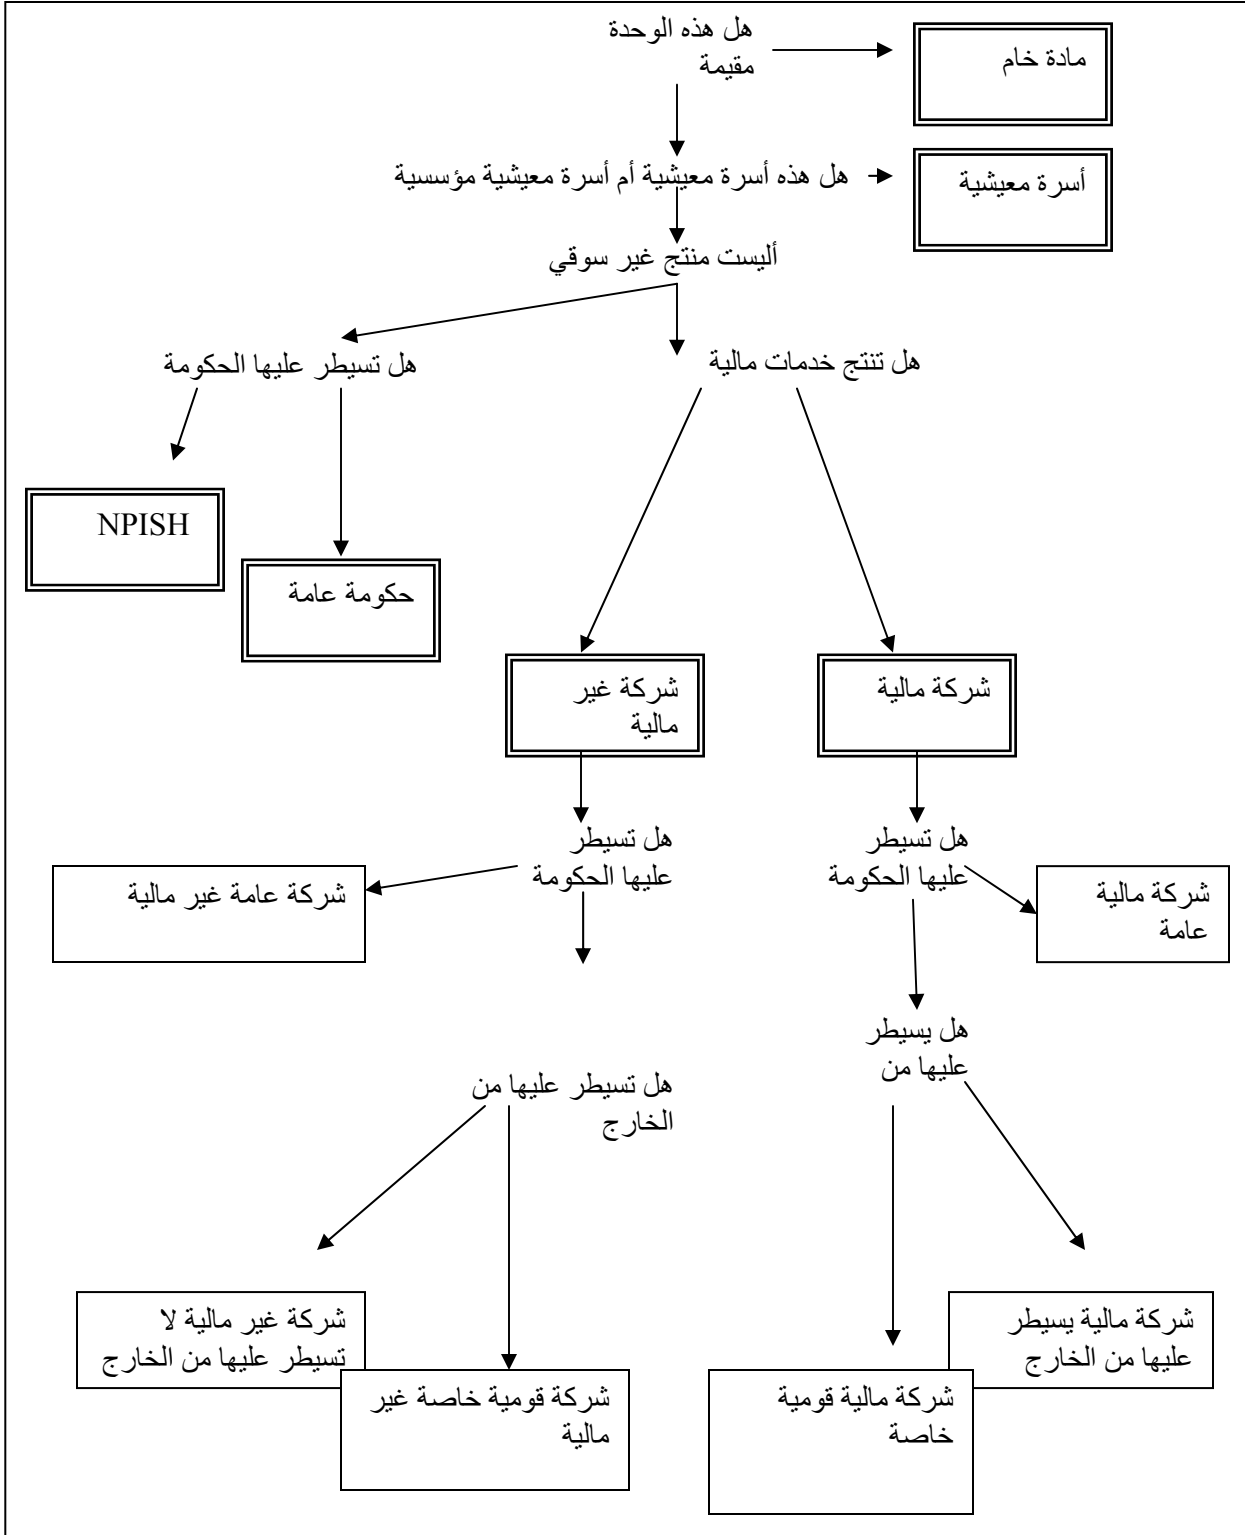 هل هذه الوحدة
مقيمة
مادة خام
هل هذه أسرة معيشية أم أسرة معيشية مؤسسية
أسرة معيشية
أليست منتج غير سوقي
هل تنتج خدمات مالية
هل تسيطر عليها الحكومة
NPISH
حكومة عامة
شركة مالية
شركة غير
مالية
هل تسيطر
عليها الحكومة
هل تسيطر
عليها الحكومة
شركة مالية
عامة
شركة عامة غير مالية
هل يسيطر
عليها من
هل تسيطر عليها من
الخارج
شركة مالية يسيطر
عليها من الخارج
شركة غير مالية لا
تسيطر عليها من الخارج
شركة مالية قومية
خاصة
شركة قومية خاصة غير
مالية